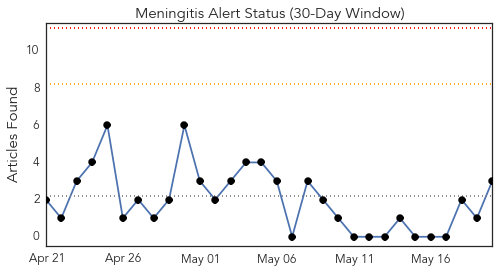 Meningitis Alert Status (30-Day Window)
Articles Found
10
8
6
4
2
0
Apr 21
Apr 26
May 01
May 06
May 11
May 16